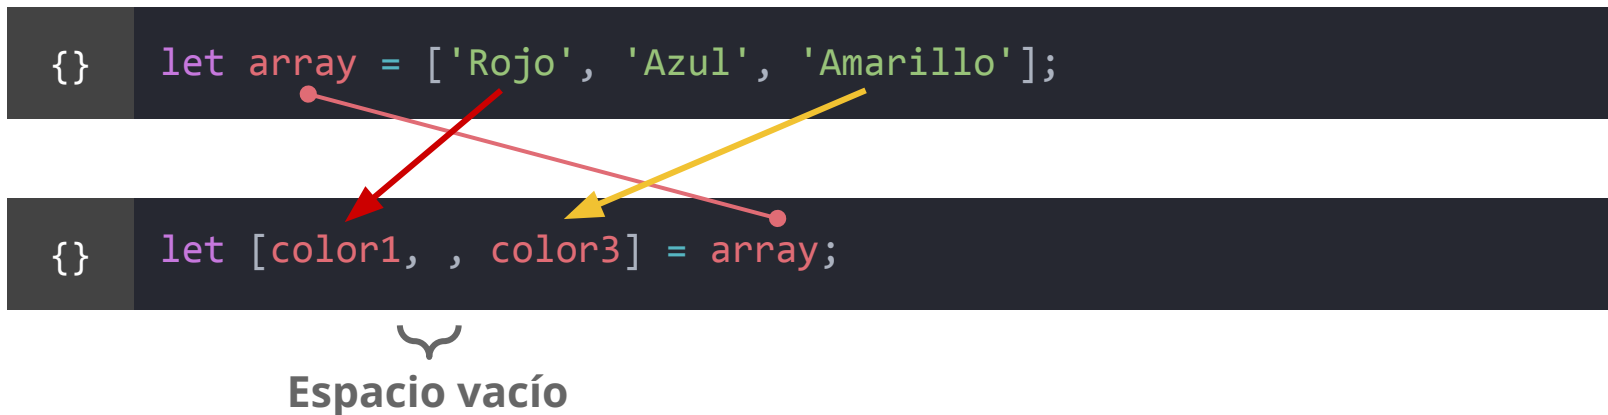 {} let array = ['Rojo', 'Azul', 'Amarillo'];
{} let [color1, , color3] = array;
Espacio vacío